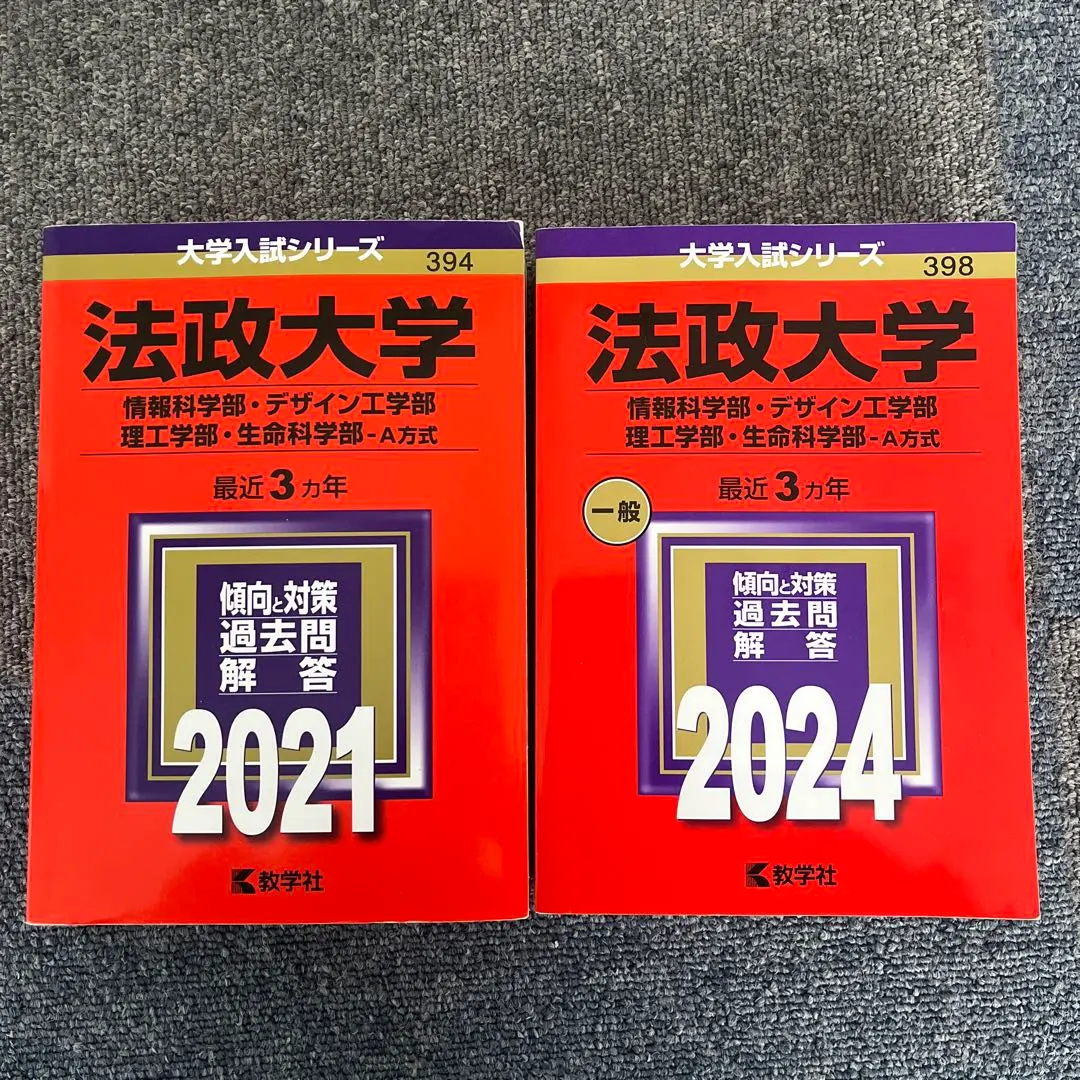 大学入試シリーズ
394
法政大学
情報科学部・デザイン工学部
理工学部・生命科学部-A方式
最近3カ年
傾向と対策
過去問
解答
2021
教学社
大学入試シリーズ
398
法政大学
情報科学部・デザイン工学部
理工学部・生命科学部-A方式
最近3カ年
一般
傾向と対策
過去問
解答
2024
教学社